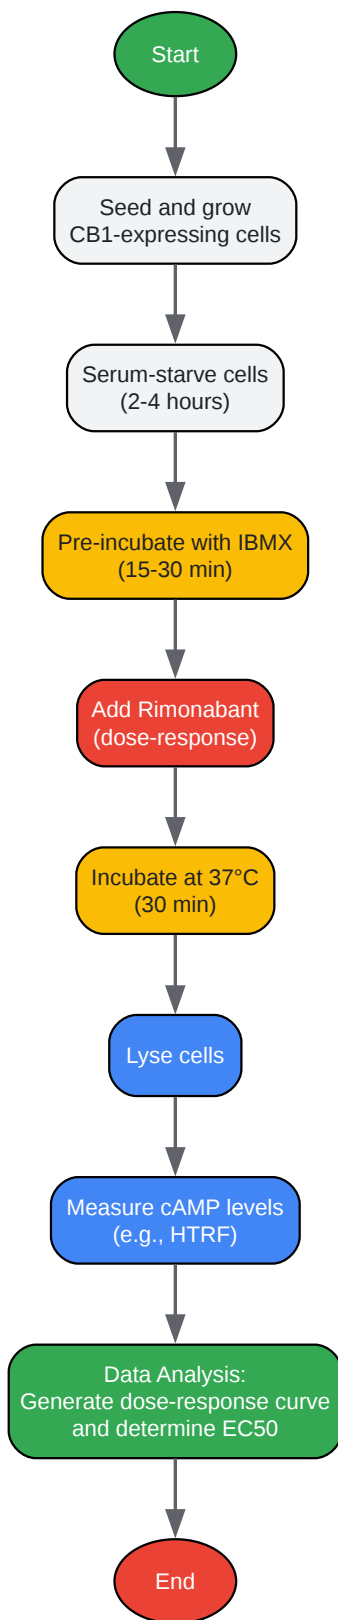 Start
Seed and grow
CB1-expressing cells
Serum-starve cells
(2-4 hours)
Pre-incubate with IBMX
(15-30 min)
Add Rimonabant
(dose-response)
Incubate at 37°C
(30 min)
Lyse cells
Measure cAMP levels
(e.g., HTRF)
Data Analysis:
Generate dose-response curve
and determine EC50
End